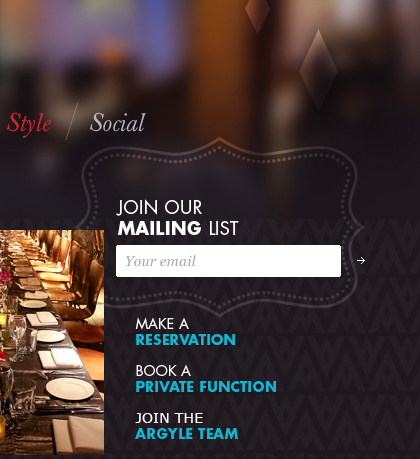 Style / Social
JOIN OUR
MAILING LIST
Your email
MAKE A
RESERVATION
BOOK A
PRIVATE FUNCTION
JOIN THE
ARGYLE TEAM